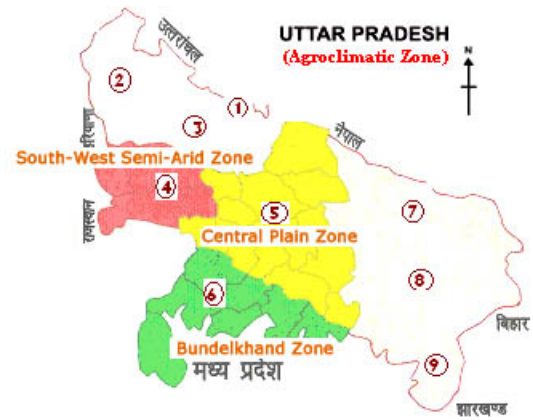 उत्तरांचल
UTTAR PRADESH
(Agroclimatic Zone)
N
2
1
3
हरियाणा
नेपाल
South-West Semi-Arid Zone
4
राजस्थान
5
7
Central Plain Zone
8
6
बिहार
Bundelkhand Zone
मध्य प्रदेश
9
झारखण्ड